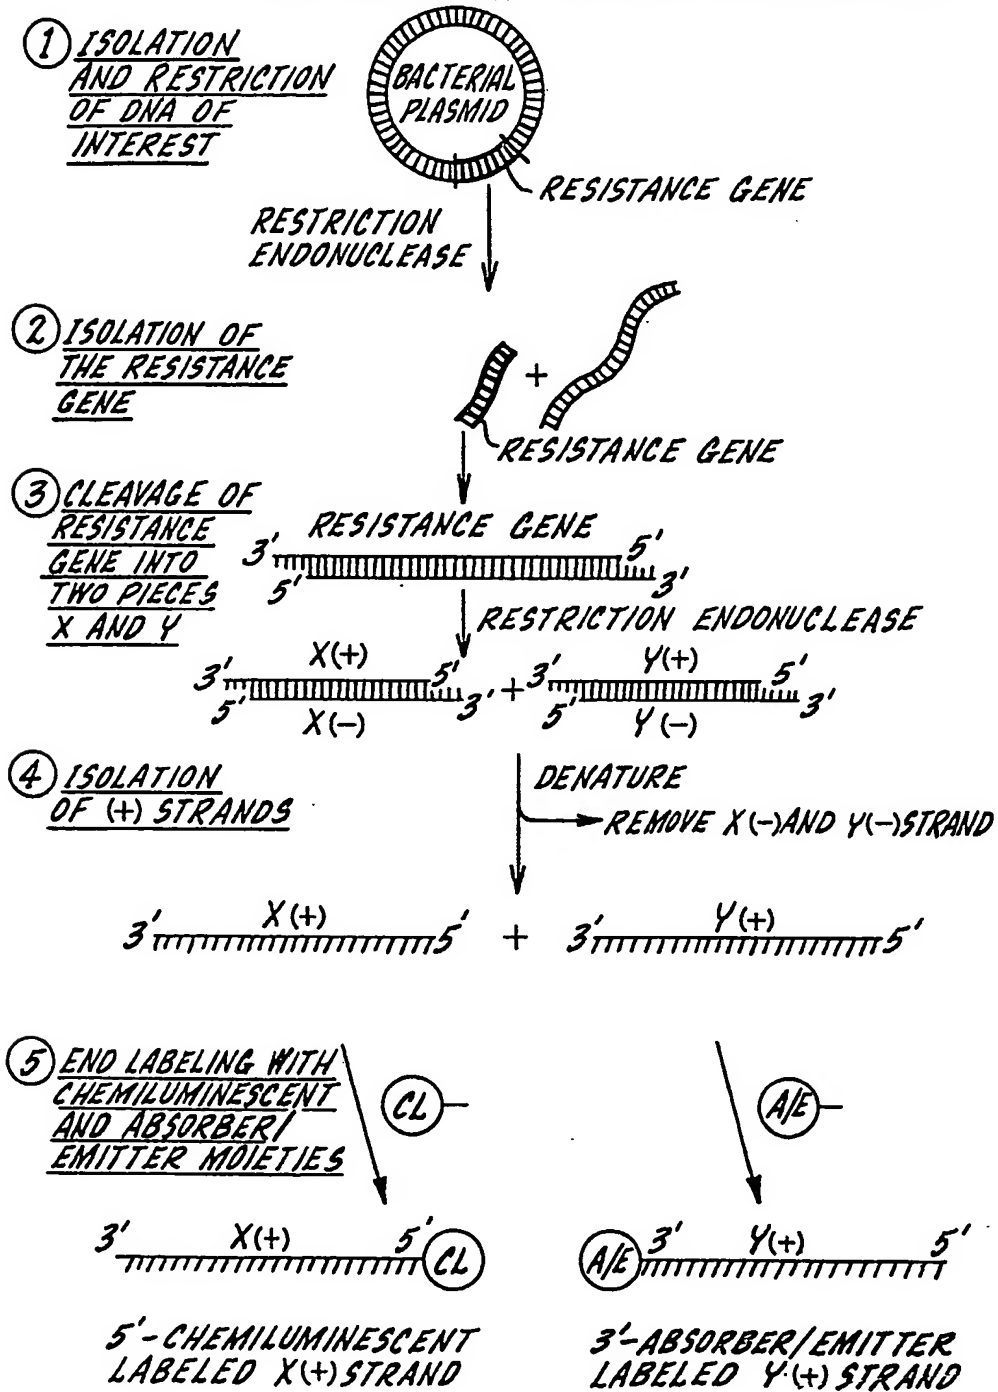 ① ISOLATION
AND RESTRICTION
OF DNA OF
INTEREST
BACTERIAL
PLASMID
RESISTANCE GENE
RESTRICTION
ENDONUCLEASE
② ISOLATION OF
THE RESISTANCE
GENE
+
RESISTANCE GENE
③ CLEAVAGE OF
RESISTANCE
GENE INTO
TWO PIECES
X AND Y
RESISTANCE GENE
3' 5'
5' 3'
RESTRICTION ENDONUCLEASE
X(+) Y(+)
3' 5' + 3' 5'
5' 3' 5' 3'
X(-) Y(-)
④ ISOLATION
OF (+) STRANDS
DENATURE
REMOVE X(-) AND Y(-) STRAND
X(+) Y(+)
3' 5' + 3' 5'
⑤ END LABELING WITH
CHEMILUMINESCENT
AND ABSORBER/
EMITTER MOIETIES
CL A/E
3' X(+) 5' CL
A/E 3' Y(+) 5'
5'-CHEMILUMINESCENT
LABELED X(+) STRAND
3'-ABSORBER/EMITTER
LABELED Y(+) STRAND